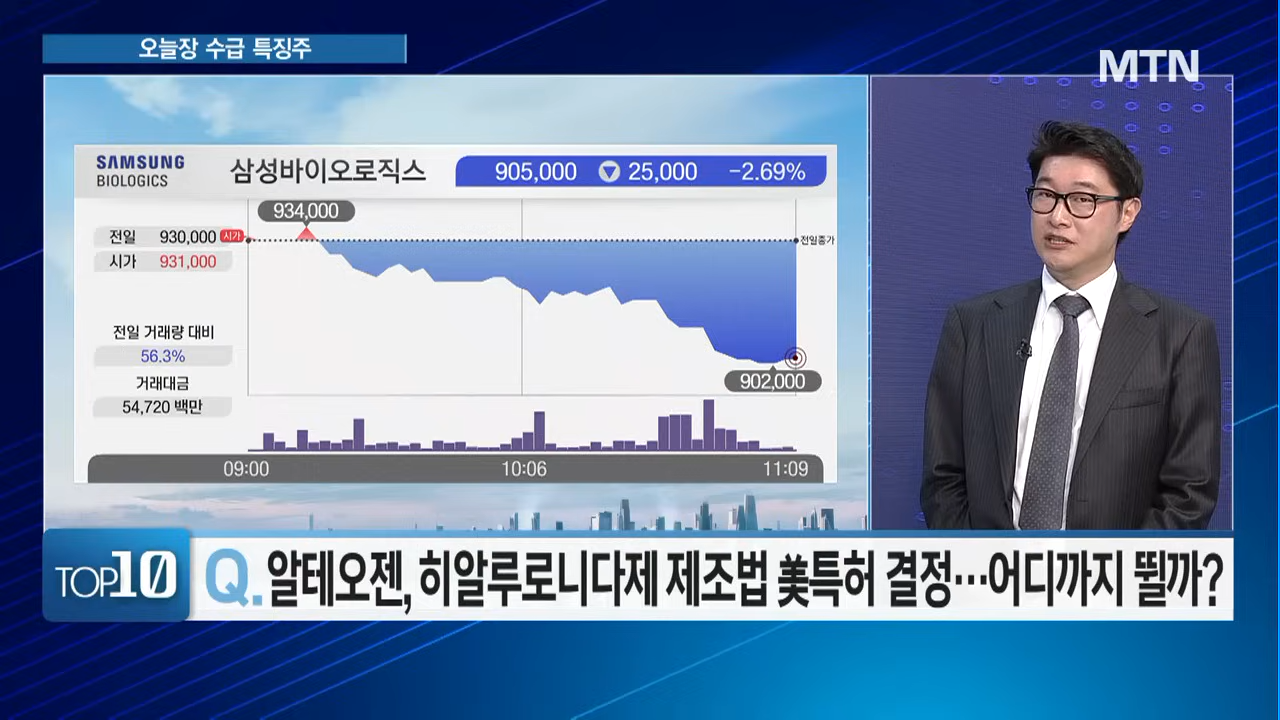 오늘장 수급 특징주
MTN
SAMSUNG
BIOLOGICS
삼성바이오로직스
905,000 ▼ 25,000 -2.69%
934,000
전일 930,000
시가
전일종가
시가 931,000
전일 거래량 대비
56.3%
거래대금
54,720 백만
902,000
09:00 10:06 11:09
TOP10
Q. 알테오젠, 히알루로니다제 제조법 美특허 결정…어디까지 뛸까?